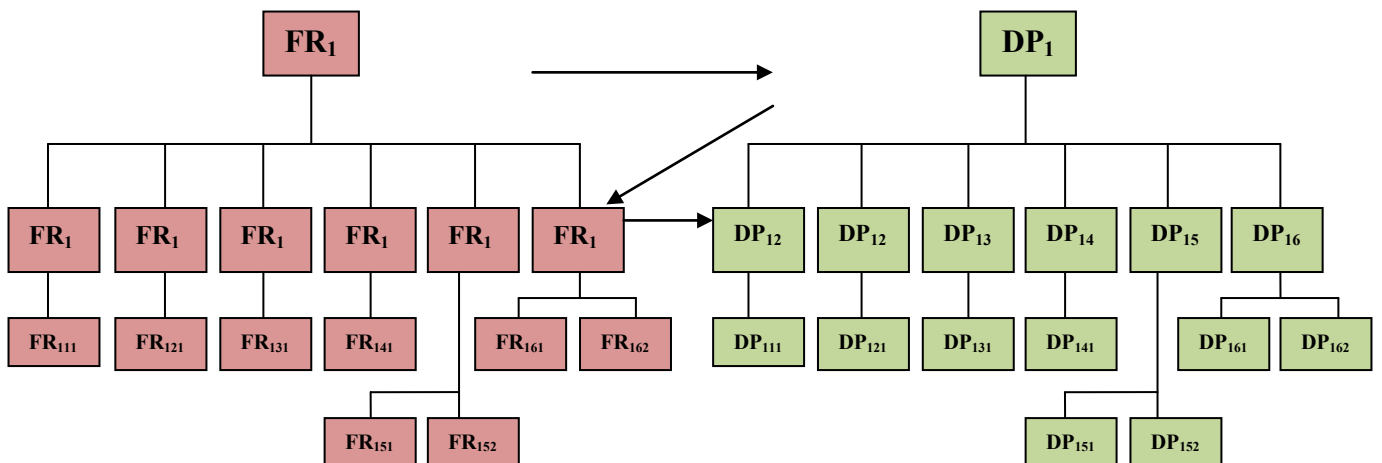 FR₁ DP₁
FR₁ FR₁ FR₁ FR₁ FR₁ FR₁ DP₁₂ DP₁₂ DP₁₃ DP₁₄ DP₁₅ DP₁₆
FR₁₁₁ FR₁₂₁ FR₁₃₁ FR₁₄₁ FR₁₆₁ FR₁₆₂ DP₁₁₁ DP₁₂₁ DP₁₃₁ DP₁₄₁ DP₁₆₁ DP₁₆₂
FR₁₅₁ FR₁₅₂ DP₁₅₁ DP₁₅₂